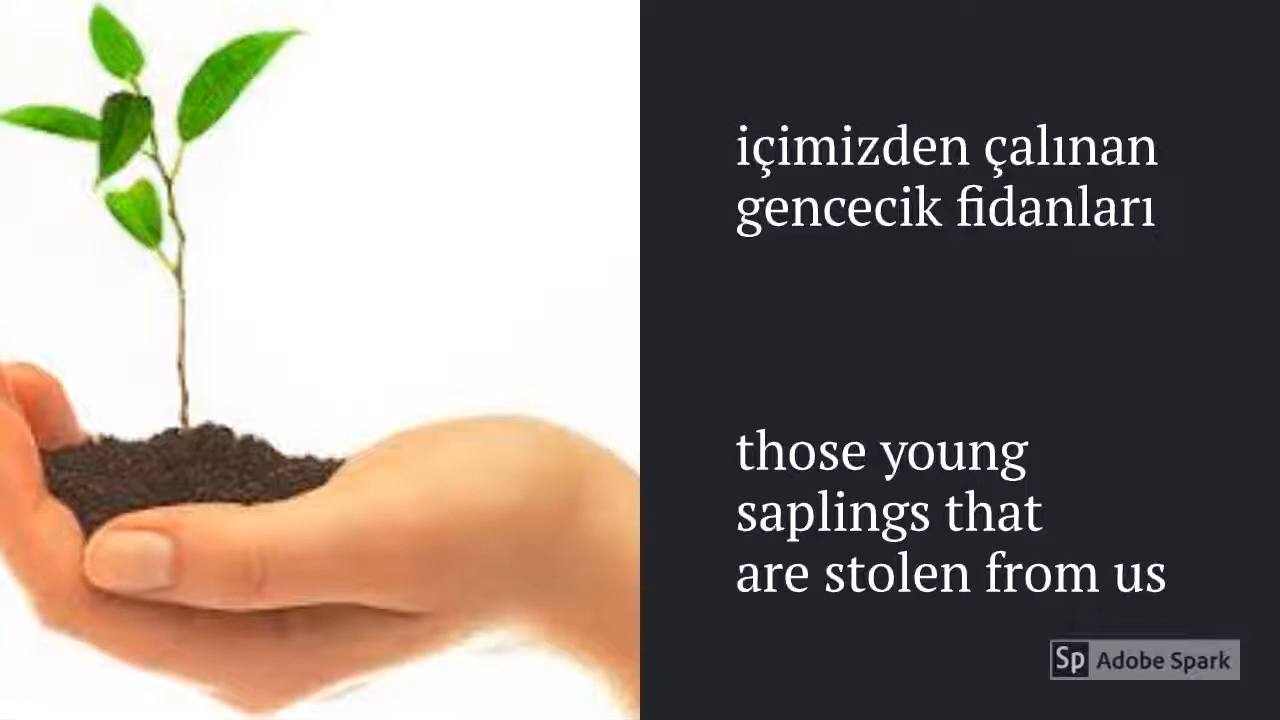 içimizden çalınan
gencecik fidanları
those young
saplings that
are stolen from us
Sp Adobe Spark